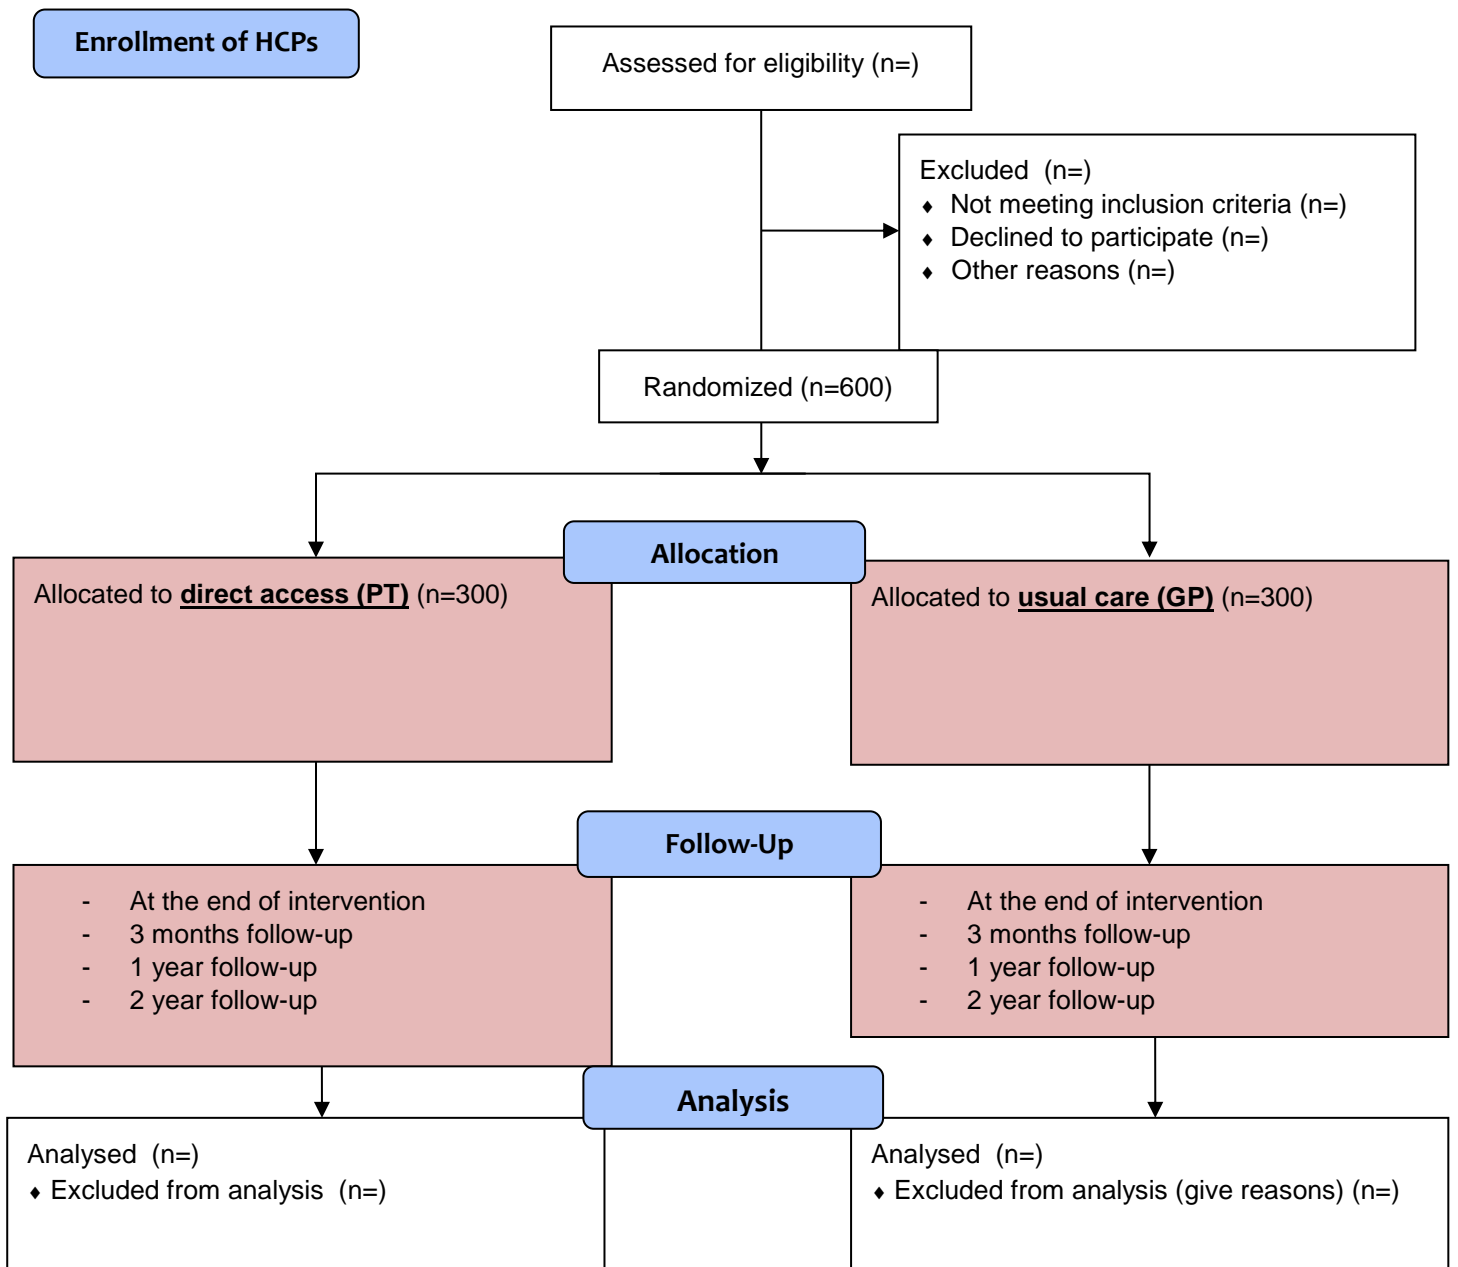 Enrollment of HCPs
Assessed for eligibility (n=)
Excluded (n=)
♦ Not meeting inclusion criteria (n=)
♦ Declined to participate (n=)
♦ Other reasons (n=)
Randomized (n=600)
Allocation
Allocated to direct access (PT) (n=300)
Allocated to usual care (GP) (n=300)
Follow-Up
- At the end of intervention
- 3 months follow-up
- 1 year follow-up
- 2 year follow-up
- At the end of intervention
- 3 months follow-up
- 1 year follow-up
- 2 year follow-up
Analysis
Analysed (n=)
♦ Excluded from analysis (n=)
Analysed (n=)
♦ Excluded from analysis (give reasons) (n=)